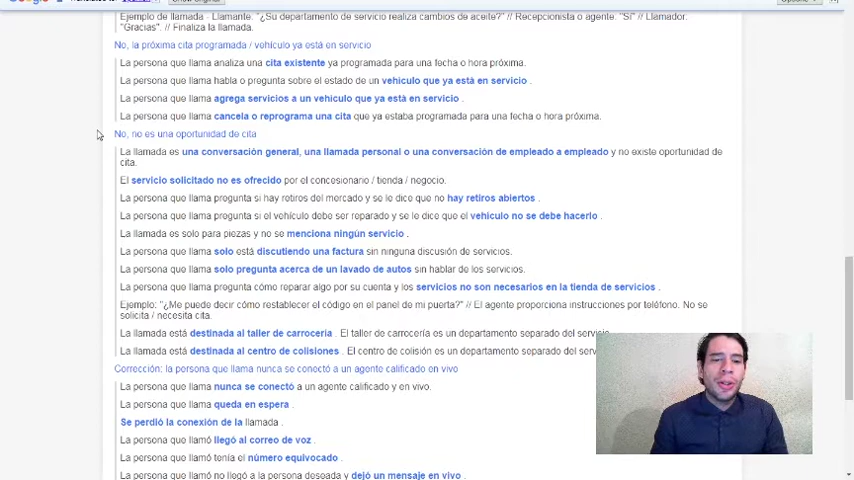 Ejemplo de llamada - Llamante: "¿Su departamento de servicio realiza cambios de aceite?" // Recepcionista o agente: "Sí" // Llamador:
"Gracias". // Finaliza la llamada.
No, la próxima cita programada / vehículo ya está en servicio
La persona que llama analiza una cita existente ya programada para una fecha o hora próxima.
La persona que llama habla o pregunta sobre el estado de un vehículo que ya está en servicio .
La persona que llama agrega servicios a un vehículo que ya está en servicio .
La persona que llama cancela o reprograma una cita que ya estaba programada para una fecha o hora próxima.
No, no es una oportunidad de cita
La llamada es una conversación general, una llamada personal o una conversación de empleado a empleado y no existe oportunidad de
cita.
El servicio solicitado no es ofrecido por el concesionario / tienda / negocio.
La persona que llama pregunta si hay retiros del mercado y se le dice que no hay retiros abiertos .
La persona que llama pregunta si el vehículo debe ser reparado y se le dice que el vehículo no se debe hacerlo .
La llamada es solo para piezas y no se menciona ningún servicio .
La persona que llama solo está discutiendo una factura sin ninguna discusión de servicios.
La persona que llama solo pregunta acerca de un lavado de autos sin hablar de los servicios.
La persona que llama pregunta cómo reparar algo por su cuenta y los servicios no son necesarios en la tienda de servicios .
Ejemplo: "¿Me puede decir cómo restablecer el código en el panel de mi puerta?" // El agente proporciona instrucciones por teléfono. No se
solicita / necesita cita.
La llamada está destinada al taller de carrocería . El taller de carrocería es un departamento separado del servicio.
La llamada está destinada al centro de colisiones . El centro de colisión es un departamento separado del
Corrección: la persona que llama nunca se conectó a un agente calificado en vivo
La persona que llama nunca se conectó a un agente calificado y en vivo.
La persona que llama queda en espera .
Se perdió la conexión de la llamada .
La persona que llamó llegó al correo de voz .
La persona que llamó tenía el número equivocado .
La persona que llamó no llegó a la persona deseada y dejó un mensaje en vivo .